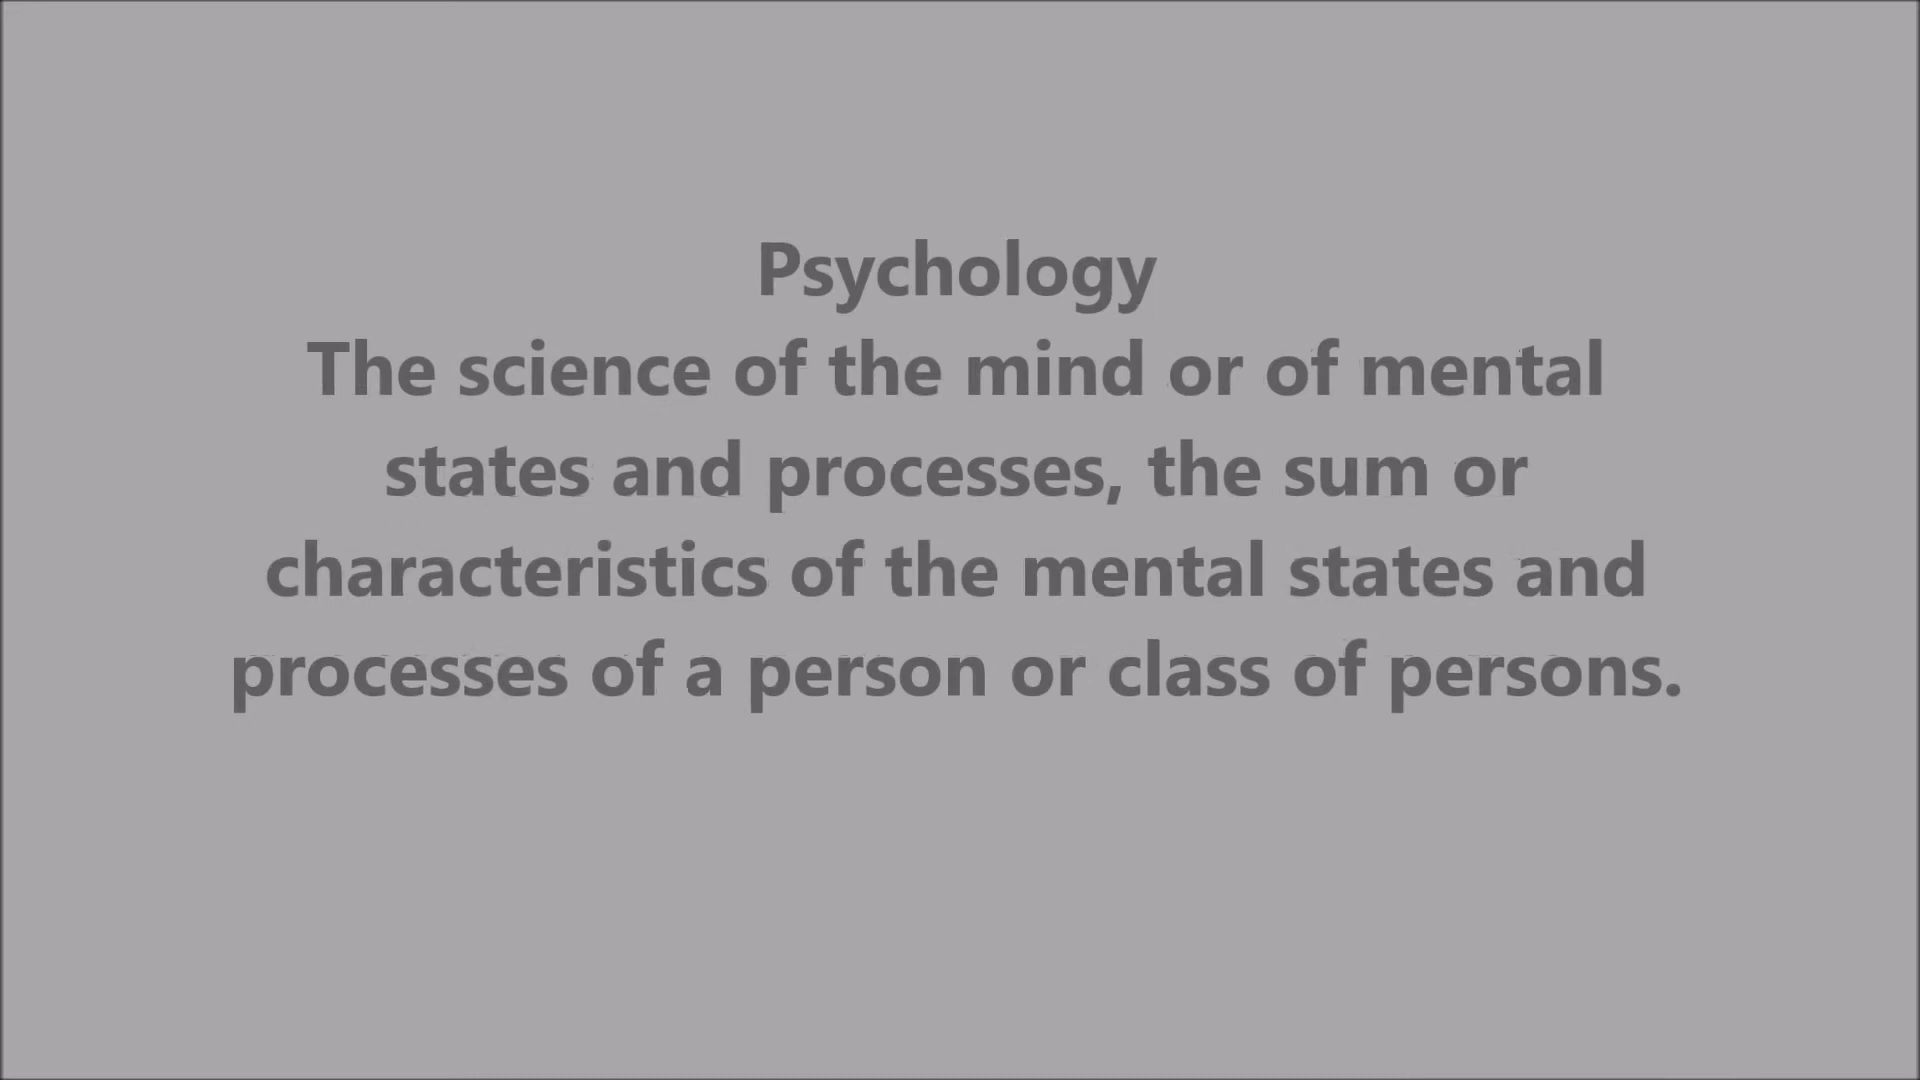 Psychology
The science of the mind or of mental
states and processes, the sum or
characteristics of the mental states and
processes of a person or class of persons.